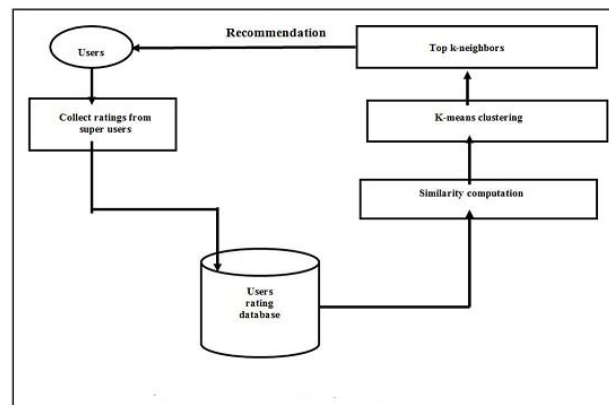 Recommendation
Users
Top k-neighbors
Collect ratings from
super users
K-means clustering
Similarity computation
Users
rating
database